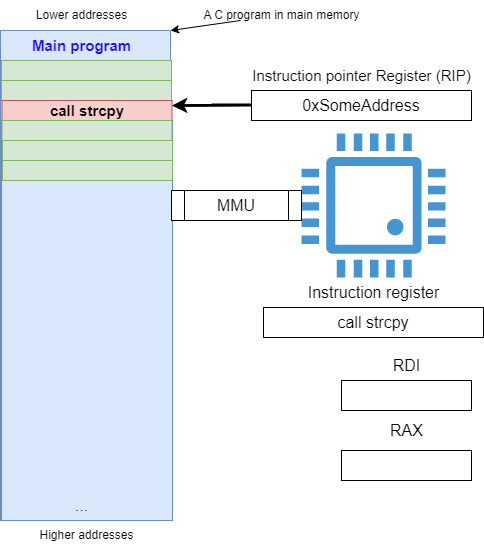 Lower addresses
A C program in main memory
Main program
Instruction pointer Register (RIP)
0xSomeAddress
call strcpy
MMU
Instruction register
call strcpy
RDI
RAX
...
Higher addresses